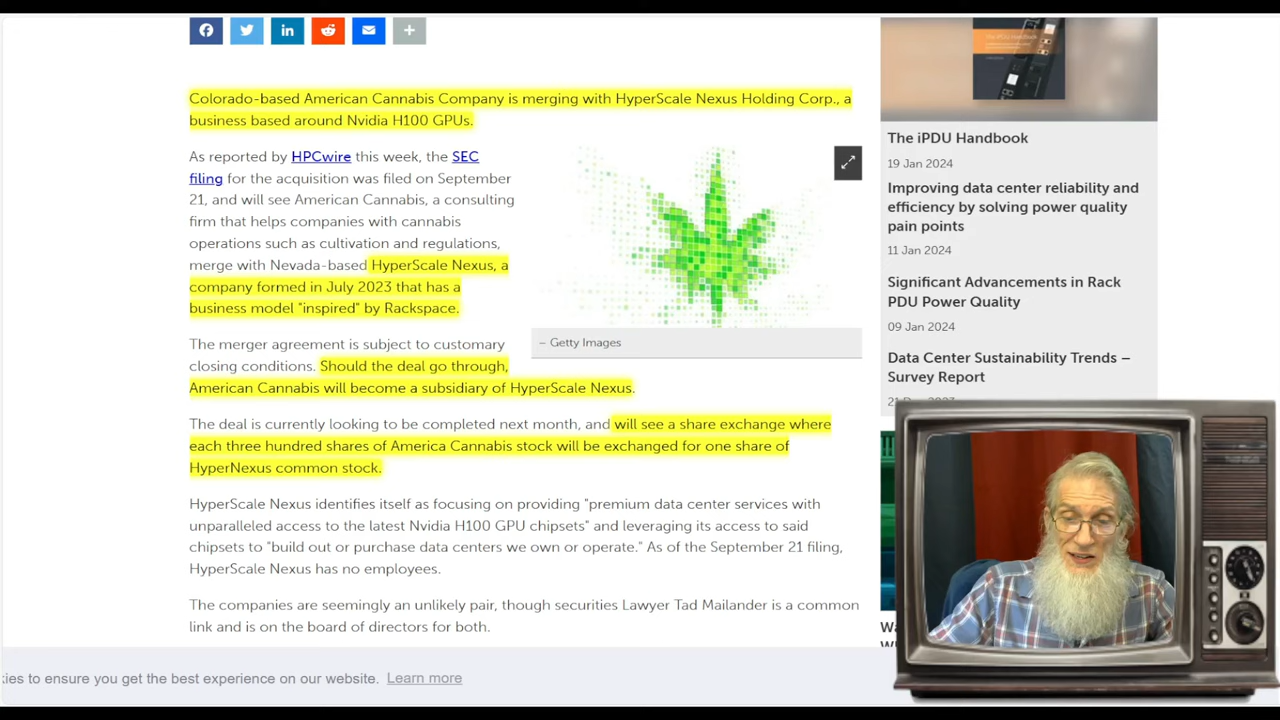 Colorado-based American Cannabis Company is merging with HyperScale Nexus Holding Corp., a
business based around Nvidia H100 GPUs.
As reported by HPCwire this week, the SEC
filing for the acquisition was filed on September
21, and will see American Cannabis, a consulting
firm that helps companies with cannabis
operations such as cultivation and regulations,
merge with Nevada-based HyperScale Nexus, a
company formed in July 2023 that has a
business model "inspired" by Rackspace.
– Getty Images
The merger agreement is subject to customary
closing conditions. Should the deal go through,
American Cannabis will become a subsidiary of HyperScale Nexus.
The deal is currently looking to be completed next month, and will see a share exchange where
each three hundred shares of America Cannabis stock will be exchanged for one share of
HyperNexus common stock.
HyperScale Nexus identifies itself as focusing on providing "premium data center services with
unparalleled access to the latest Nvidia H100 GPU chipsets" and leveraging its access to said
chipsets to "build out or purchase data centers we own or operate." As of the September 21 filing,
HyperScale Nexus has no employees.
The companies are seemingly an unlikely pair, though securities Lawyer Tad Mailander is a common
link and is on the board of directors for both.
The iPDU Handbook
19 Jan 2024
Improving data center reliability and
efficiency by solving power quality
pain points
11 Jan 2024
Significant Advancements in Rack
PDU Power Quality
09 Jan 2024
Data Center Sustainability Trends –
Survey Report
kies to ensure you get the best experience on our website. Learn more